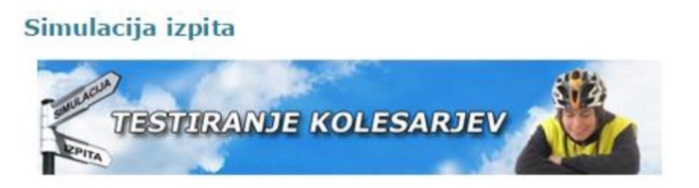 Simulacija izpita
SIMULACIJA
TESTIRANJE KOLESARJEV
IZPITA